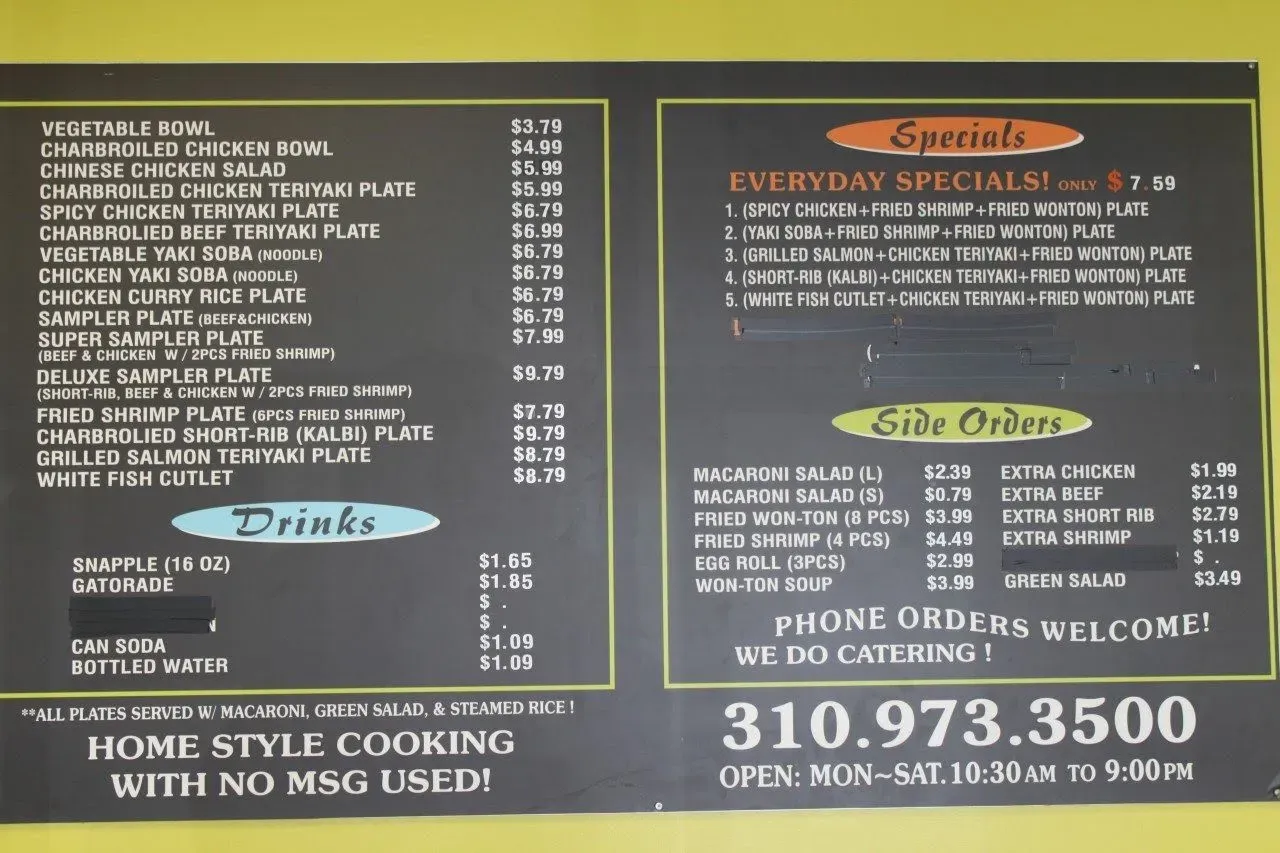 VEGETABLE BOWL $3.79
CHARBROILED CHICKEN BOWL $4.99
CHINESE CHICKEN SALAD $5.99
CHARBROILED CHICKEN TERIYAKI PLATE $5.99
SPICY CHICKEN TERIYAKI PLATE $6.79
CHARBROLIED BEEF TERIYAKI PLATE $6.99
VEGETABLE YAKI SOBA (NOODLE) $6.79
CHICKEN YAKI SOBA (NOODLE) $6.79
CHICKEN CURRY RICE PLATE $6.79
SAMPLER PLATE (BEEF&CHICKEN) $6.79
SUPER SAMPLER PLATE $7.99
(BEEF & CHICKEN W / 2PCS FRIED SHRIMP)
DELUXE SAMPLER PLATE $9.79
(SHORT-RIB, BEEF & CHICKEN W / 2PCS FRIED SHRIMP)
FRIED SHRIMP PLATE (6PCS FRIED SHRIMP) $7.79
CHARBROLIED SHORT-RIB (KALBI) PLATE $9.79
GRILLED SALMON TERIYAKI PLATE $8.79
WHITE FISH CUTLET $8.79
Drinks
SNAPPLE (16 OZ) $1.65
GATORADE $1.85
$ .
N $ .
CAN SODA $1.09
BOTTLED WATER $1.09
**ALL PLATES SERVED W/ MACARONI, GREEN SALAD, & STEAMED RICE !
HOME STYLE COOKING
WITH NO MSG USED!
Specials
EVERYDAY SPECIALS! ONLY $ 7.59
1. (SPICY CHICKEN+FRIED SHRIMP+FRIED WONTON) PLATE
2. (YAKI SOBA+FRIED SHRIMP+FRIED WONTON) PLATE
3. (GRILLED SALMON+CHICKEN TERIYAKI+FRIED WONTON) PLATE
4. (SHORT-RIB (KALBI)+CHICKEN TERIYAKI+FRIED WONTON) PLATE
5. (WHITE FISH CUTLET+CHICKEN TERIYAKI+FRIED WONTON) PLATE
Side Orders
MACARONI SALAD (L) $2.39 EXTRA CHICKEN $1.99
MACARONI SALAD (S) $0.79 EXTRA BEEF $2.19
FRIED WON-TON (8 PCS) $3.99 EXTRA SHORT RIB $2.79
FRIED SHRIMP (4 PCS) $4.49 EXTRA SHRIMP $1.19
EGG ROLL (3PCS) $2.99 $ .
WON-TON SOUP $3.99 GREEN SALAD $3.49
PHONE ORDERS WELCOME!
WE DO CATERING !
310.973.3500
OPEN: MON~SAT. 10:30 AM TO 9:00 PM